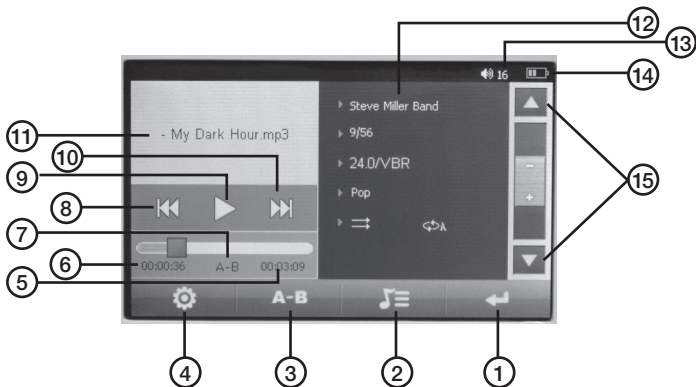 12
13
16
14
Steve Miller Band
11
- My Dark Hour.mp3
9/56
10
24.0/VBR
9
Pop
15
8
A
7
6
00:00:36
A-B
00:03:09
5
A-B
4
3
2
1